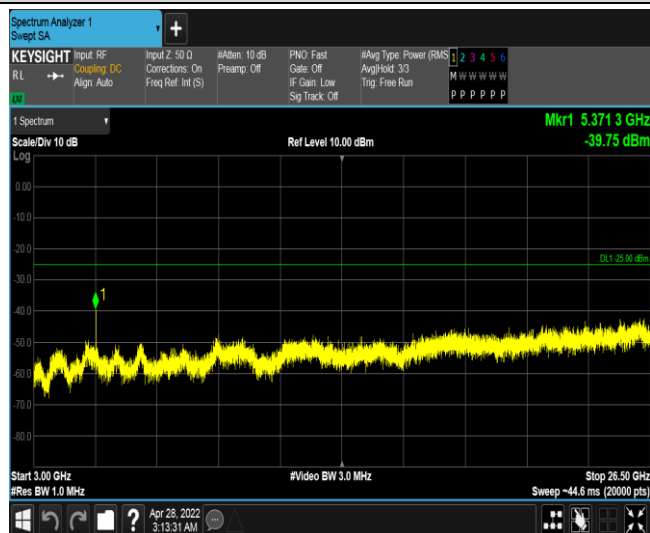 Spectrum Analyzer 1
Swept SA
+
KEYSIGHT
RL
Input: RF
Coupling: DC
Align: Auto
Input Z: 50 Ω
Corrections: On
Freq Ref: Int (S)
#Atten: 10 dB
Preamp: Off
PNO: Fast
Gate: Off
IF Gain: Low
Sig Track: Off
#Avg Type: Power (RMS
Avg|Hold: 3/3
Trig: Free Run
1 2 3 4 5 6
M W W W W W
P P P P P P
1 Spectrum
Mkr1 5.371 3 GHz
-39.75 dBm
Scale/Div 10 dB
Ref Level 10.00 dBm
Log
0.00
-10.0
-20.0
DL1 -25.00 dBm
-30.0
1
-40.0
-50.0
-60.0
-70.0
-80.0
Start 3.00 GHz
#Video BW 3.0 MHz
Stop 26.50 GHz
#Res BW 1.0 MHz
Sweep ~44.6 ms (20000 pts)
?
Apr 28, 2022
3:13:31 AM